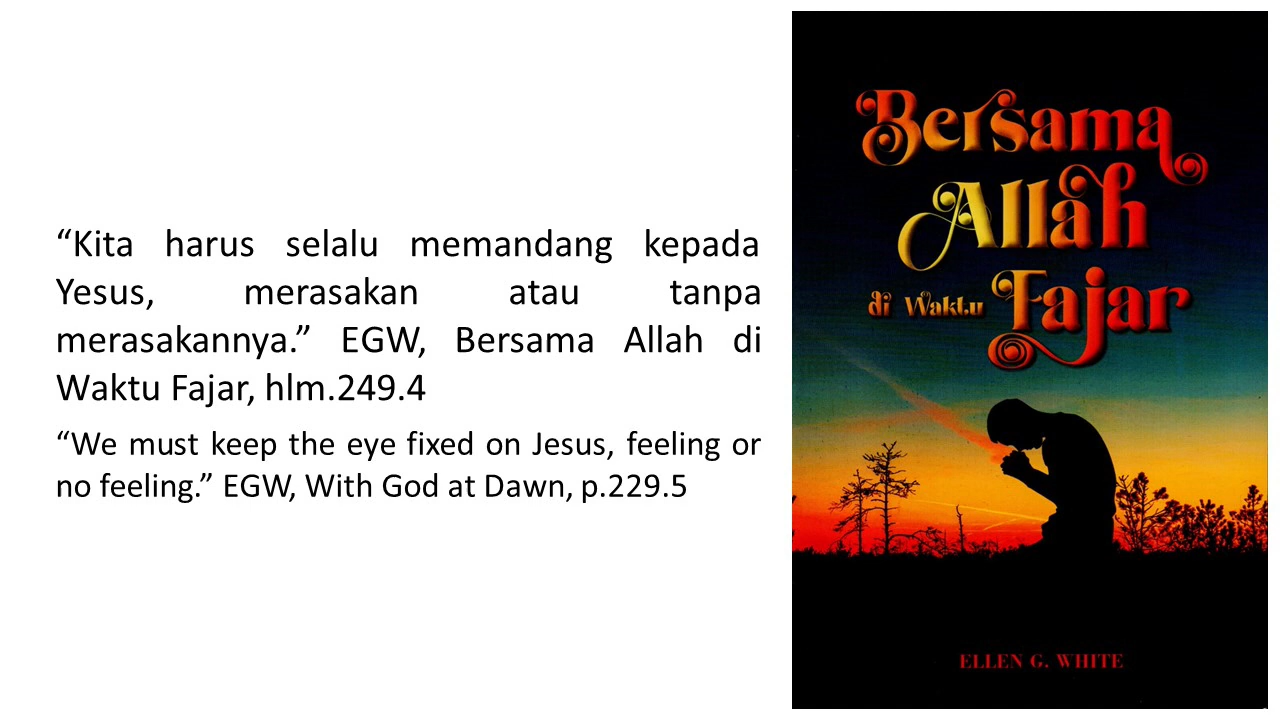 “Kita harus selalu memandang kepada
Yesus, merasakan atau tanpa
merasakannya.” EGW, Bersama Allah di
Waktu Fajar, hlm.249.4
“We must keep the eye fixed on Jesus, feeling or
no feeling.” EGW, With God at Dawn, p.229.5
Bersama
Allah
di Waktu Fajar
ELLEN G. WHITE